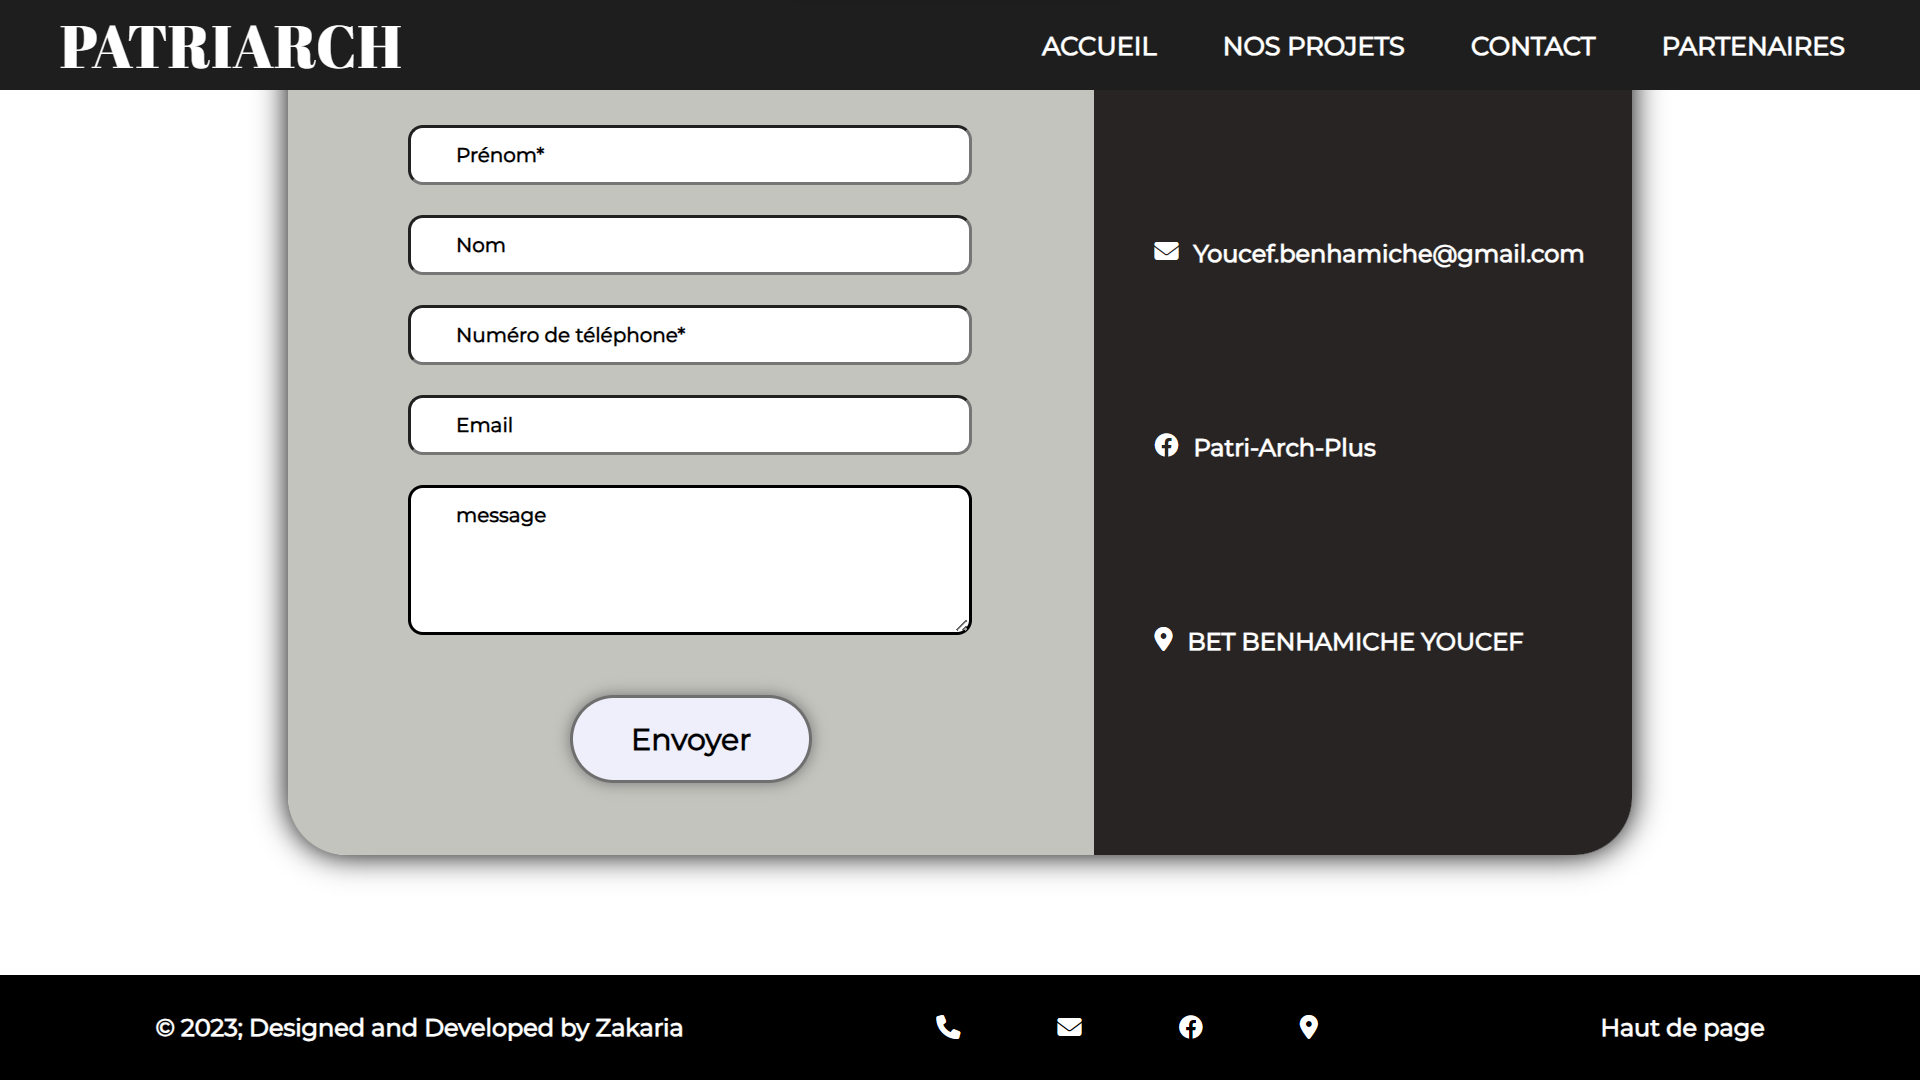 PATRIARCH
ACCUEIL
NOS PROJETS
CONTACT
PARTENAIRES
Prénom*
Nom
Numéro de téléphone*
Email
message
Envoyer
Youcef.benhamiche@gmail.com
Patri-Arch-Plus
BET BENHAMICHE YOUCEF
© 2023; Designed and Developed by Zakaria
Haut de page